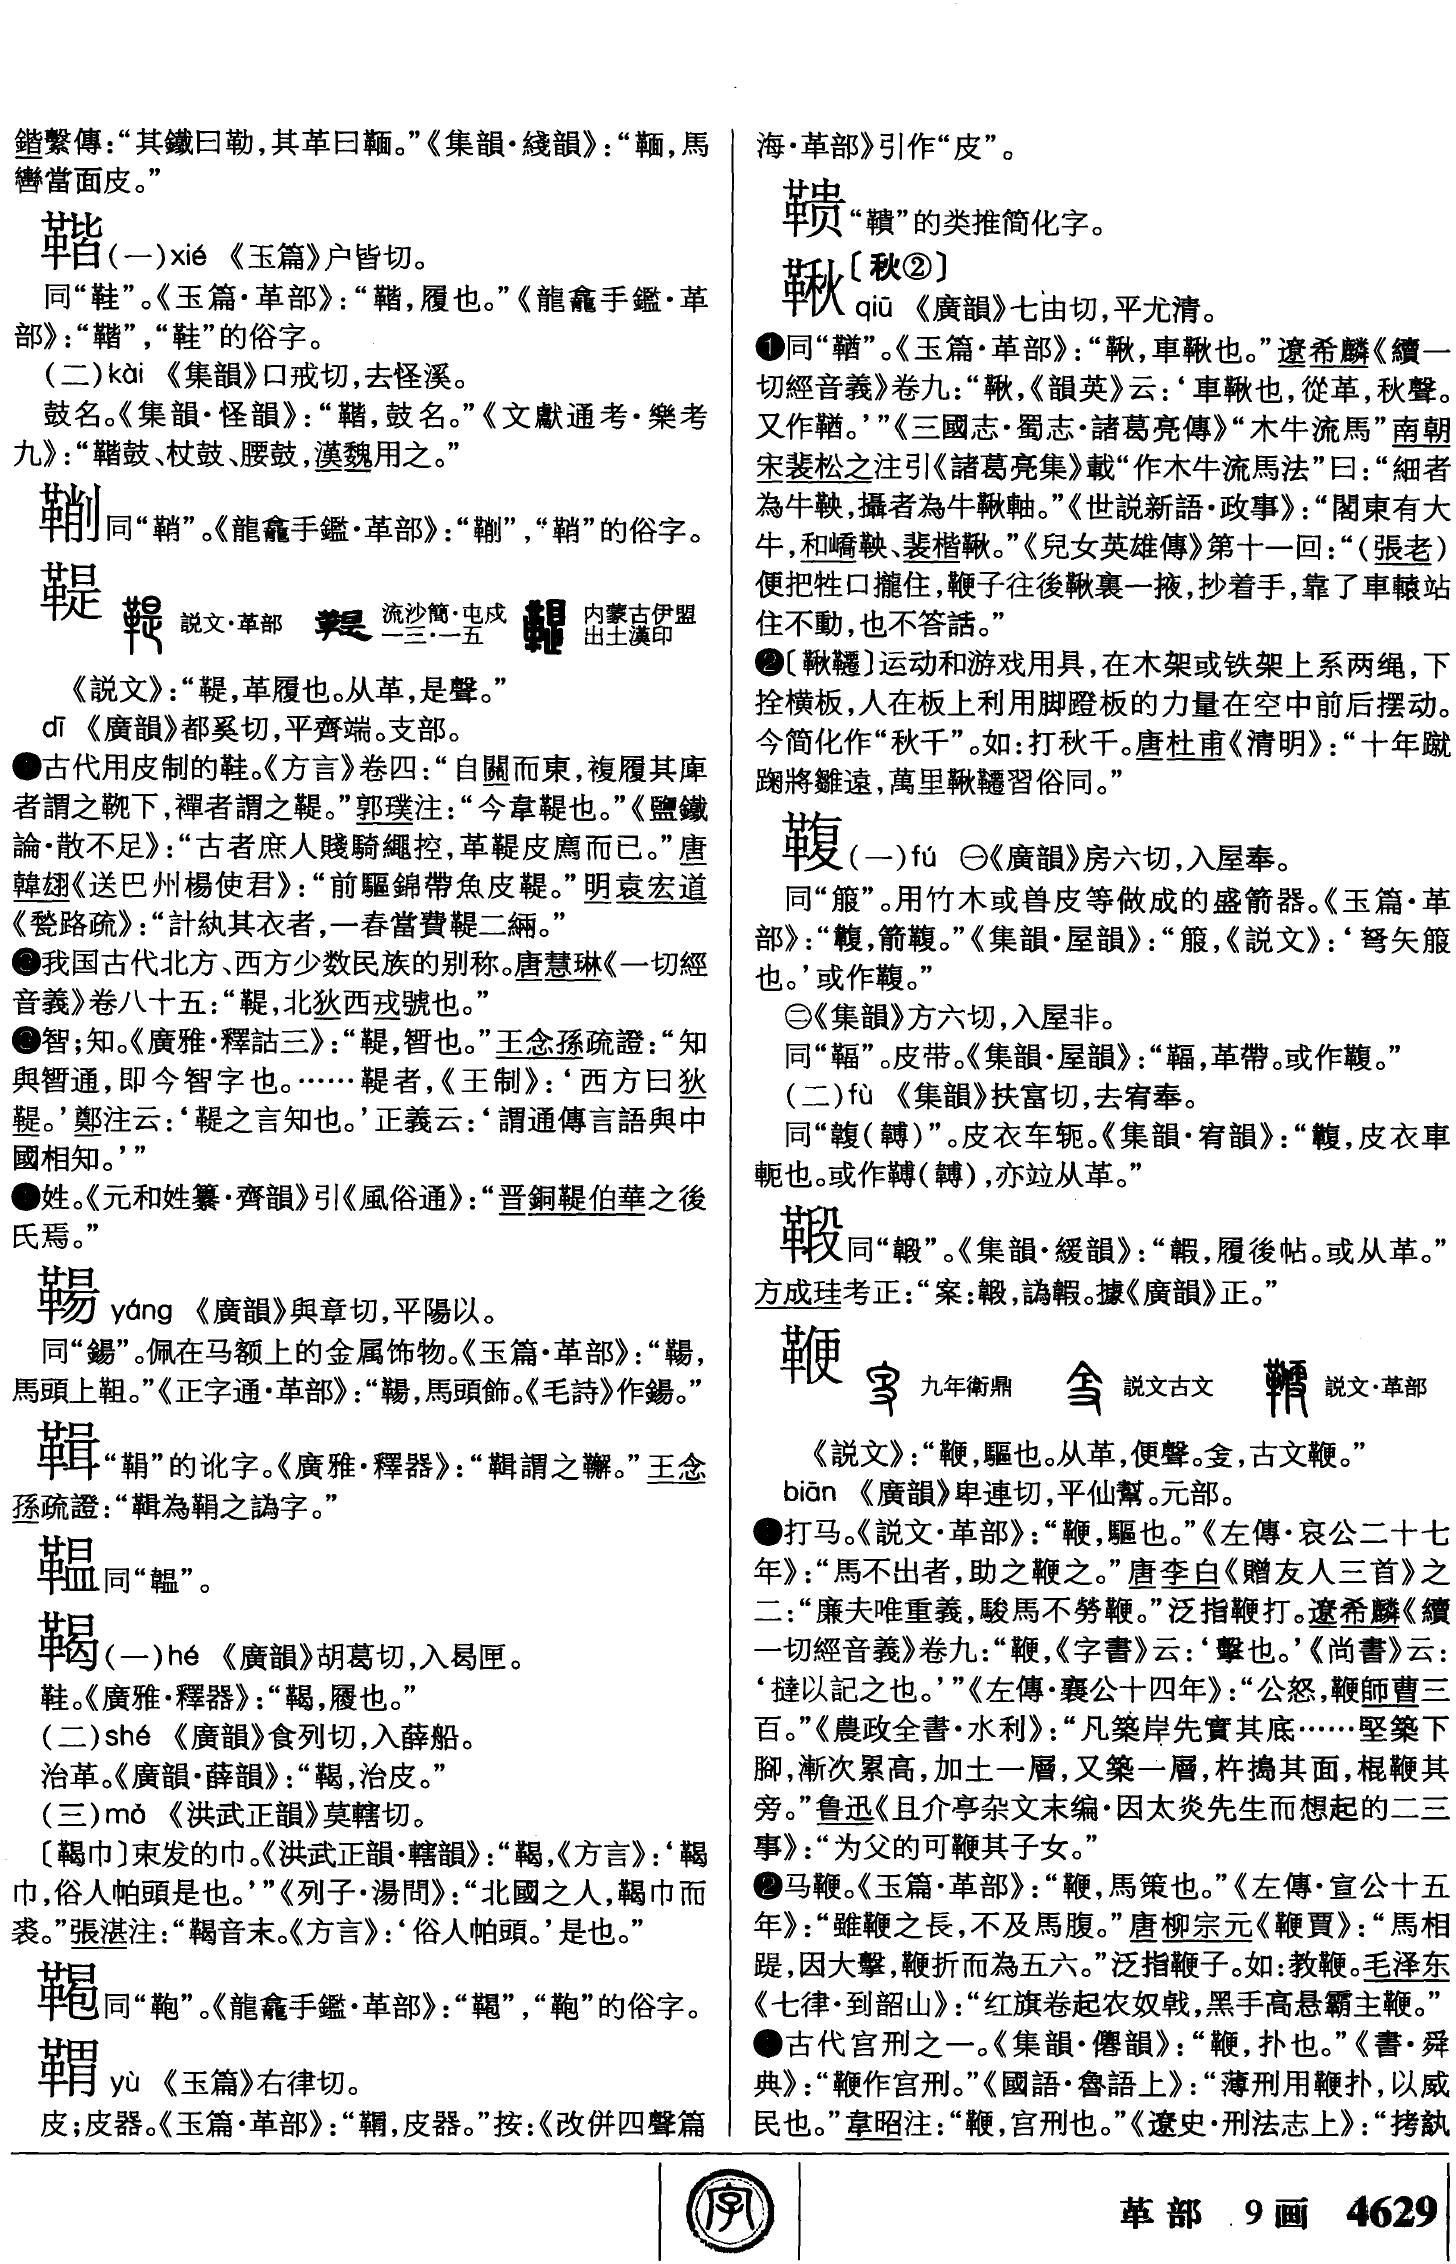 鍇繫傳：“其鐵曰勒，其革曰䩏。”《集韻·綫韻》：“䩏，馬
轡當面皮。”
鞳(一)xié 《玉篇》户皆切。
同“鞋”。《玉篇·革部》：“鞵，履也。”《龍龕手鑑·革
部》：“鞵”，“鞋”的俗字。
(二)kài 《集韻》口戒切，去怪溪。
鼓名。《集韻·怪韻》：“䪚，鼓名。”《文獻通考·樂考
九》：“䪚鼓、杖鼓、腰鼓，漢魏用之。”
同“鞘”。《龍龕手鑑·革部》：“”，“鞘”的俗字。
鞮 説文·革部 流沙簡·屯戍
一三·一五 内蒙古伊盟
出土漢印
《説文》：“鞮，革履也。从革，是聲。”
dī 《廣韻》都奚切，平齊端。支部。
❶古代用皮制的鞋。《方言》卷四：“自關而東，複履其庳
者謂之䩕下，襌者謂之鞮。”郭璞注：“今韋鞮也。”《鹽鐵
論·散不足》：“古者庶人賤騎繩控，革鞮皮廌而已。”唐
韓翃《送巴州楊使君》：“前驅錦帶魚皮鞮。”明袁宏道
《甃路疏》：“計紈其衣者，一春當費鞮二緉。”
❷我国古代北方、西方少数民族的别称。唐慧琳《一切經
音義》卷八十五：“鞮，北狄西戎號也。”
❸智；知。《廣雅·釋詁三》：“鞮，㿝也。”王念孫疏證：“知
與㿝通，即今智字也。……鞮者，《王制》：‘西方曰狄
鞮。’鄭注云：‘鞮之言知也。’正義云：‘謂通傳言語與中
國相知。’”
❹姓。《元和姓纂·齊韻》引《風俗通》：“晋銅鞮伯華之後
氏焉。”
䩶 yáng 《廣韻》與章切，平陽以。
同“鍚”。佩在马额上的金属饰物。《玉篇·革部》：“䩶，
馬頭上靻。”《正字通·革部》：“䩶，馬頭飾。《毛詩》作鍚。”
䩸“鞙”的讹字。《廣雅·釋器》：“䩸謂之䪊。”王念
孫疏證：“䩸為鞙之譌字。”
鞰同“韞”。
鞨(一)hé 《廣韻》胡葛切，入曷匣。
鞋。《廣雅·釋器》：“鞨，履也。”
(二)shé 《廣韻》食列切，入薛船。
治革。《廣韻·薛韻》：“鞨，治皮。”
(三)mǒ 《洪武正韻》莫轄切。
〔鞨巾〕束发的巾。《洪武正韻·轄韻》：“鞨，《方言》：‘鞨
巾，俗人帕頭是也。’”《列子·湯問》：“北國之人，鞨巾而
裘。”張湛注：“鞨音末。《方言》：‘俗人帕頭。’是也。”
同“鞄”。《龍龕手鑑·革部》：“”，“鞄”的俗字。
yù 《玉篇》右律切。
皮；皮器。《玉篇·革部》：“，皮器。”按：《改併四聲篇
海·革部》引作“皮”。
“鞼”的类推简化字。
鞦〔秋②〕
qiū 《廣韻》七由切，平尤清。
❶同“鞧”。《玉篇·革部》：“鞦，車鞦也。”遼希麟《續一
切經音義》卷九：“鞦，《韻英》云：‘車鞦也，從革，秋聲。
又作鞧。’”《三國志·蜀志·諸葛亮傳》“木牛流馬”南朝
宋裴松之注引《諸葛亮集》載“作木牛流馬法”曰：“細者
為牛鞅，攝者為牛鞦軸。”《世説新語·政事》：“閣東有大
牛，和嶠鞅、裴楷鞦。”《兒女英雄傳》第十一回：“(張老)
便把牲口攏住，鞭子往後鞦裏一掖，抄着手，靠了車轅站
住不動，也不答話。”
❷〔鞦韆〕运动和游戏用具，在木架或铁架上系两绳，下
拴横板，人在板上利用脚蹬板的力量在空中前后摆动。
今简化作“秋千”。如：打秋千。唐杜甫《清明》：“十年蹴
踘將雛遠，萬里鞦韆習俗同。”
鞴(一)fú ㊀《廣韻》房六切，入屋奉。
同“箙”。用竹木或兽皮等做成的盛箭器。《玉篇·革
部》：“䪔，箭䪔。”《集韻·屋韻》：“箙，《説文》：‘弩矢箙
也。’或作䪔。”
㊁《集韻》方六切，入屋非。
同“䩉”。皮带。《集韻·屋韻》：“䩉，革帶。或作䪔。”
(二)fù 《集韻》扶富切，去宥奉。
同“䪖(䪙)”。皮衣车轭。《集韻·宥韻》：“䪖，皮衣車
軛也。或作䪙，亦竝从革。”
同“䪝”。《集韻·緩韻》：“韕，履後帖。或从革。”
方成珪考正：“案：䪝，譌韕。據《廣韻》正。”
鞭 九年衛鼎 説文古文 説文·革部
《説文》：“鞭，驅也。从革，便聲。𠓥，古文鞭。”
biān 《廣韻》卑連切，平仙幫。元部。
❶打马。《説文·革部》：“鞭，驅也。”《左傳·哀公二十七
年》：“馬不出者，助之鞭之。”唐李白《贈友人三首》之
二：“廉夫唯重義，駿馬不勞鞭。”泛指鞭打。遼希麟《續
一切經音義》卷九：“鞭，《字書》云：‘擊也。’《尚書》云：
‘撻以記之也。’”《左傳·襄公十四年》：“公怒，鞭師曹三
百。”《農政全書·水利》：“凡築岸先實其底……堅築下
腳，漸次累高，加土一層，又築一層，杵搗其面，棍鞭其
旁。”鲁迅《且介亭杂文末编·因太炎先生而想起的二三
事》：“为父的可鞭其子女。”
❷马鞭。《玉篇·革部》：“鞭，馬策也。”《左傳·宣公十五
年》：“雖鞭之長，不及馬腹。”唐柳宗元《鞭賈》：“馬相
踶，因大擊，鞭折而為五六。”泛指鞭子。如：教鞭。毛泽东
《七律·到韶山》：“红旗卷起农奴戟，黑手高悬霸主鞭。”
❸古代官刑之一。《集韻·僊韻》：“鞭，扑也。”《書·舜
典》：“鞭作官刑。”《國語·魯語上》：“薄刑用鞭扑，以威
民也。”韋昭注：“鞭，官刑也。”《遼史·刑法志上》：“拷訊
字
革部 9画 4629